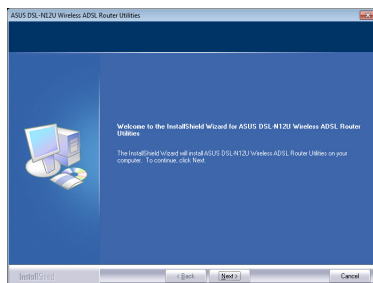 ASUS DSL-N12U Wireless ADSL Router Utilities
Welcome to the InstallShield Wizard for ASUS DSL-N12U Wireless ADSL Router
Utilities
The InstallShield Wizard will install ASUS DSL-N12U Wireless ADSL Router Utilities on your
computer. To continue, click Next.
InstallShield
< Back
Next >
Cancel